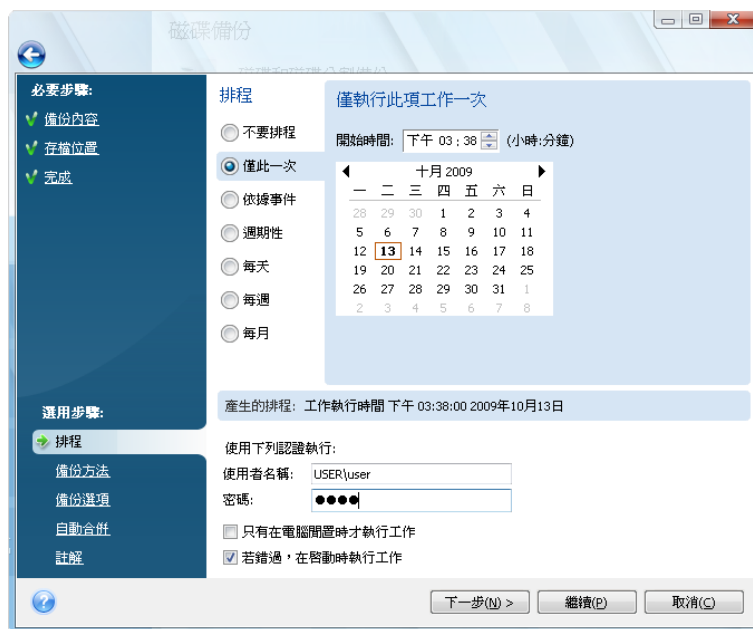 磁碟備份
必要步驟:
備份內容
存檔位置
完成
選用步驟:
排程
備份方法
備份選項
自動合併
註解
排程
不要排程
僅此一次
依據事件
週期性
每天
每週
每月
僅執行此項工作一次
開始時間: 下午 03 : 38 (小時:分鐘)
十月 2009
一 二 三 四 五 六 日
28 29 30 1 2 3 4
5 6 7 8 9 10 11
12 13 14 15 16 17 18
19 20 21 22 23 24 25
26 27 28 29 30 31 1
2 3 4 5 6 7 8
產生的排程: 工作執行時間 下午 03:38:00 2009年10月13日
使用下列認證執行:
使用者名稱: USER\user
密碼: ●●●●
只有在電腦閒置時才執行工作
若錯過，在啓動時執行工作
下一步(N) >
繼續(P)
取消(C)